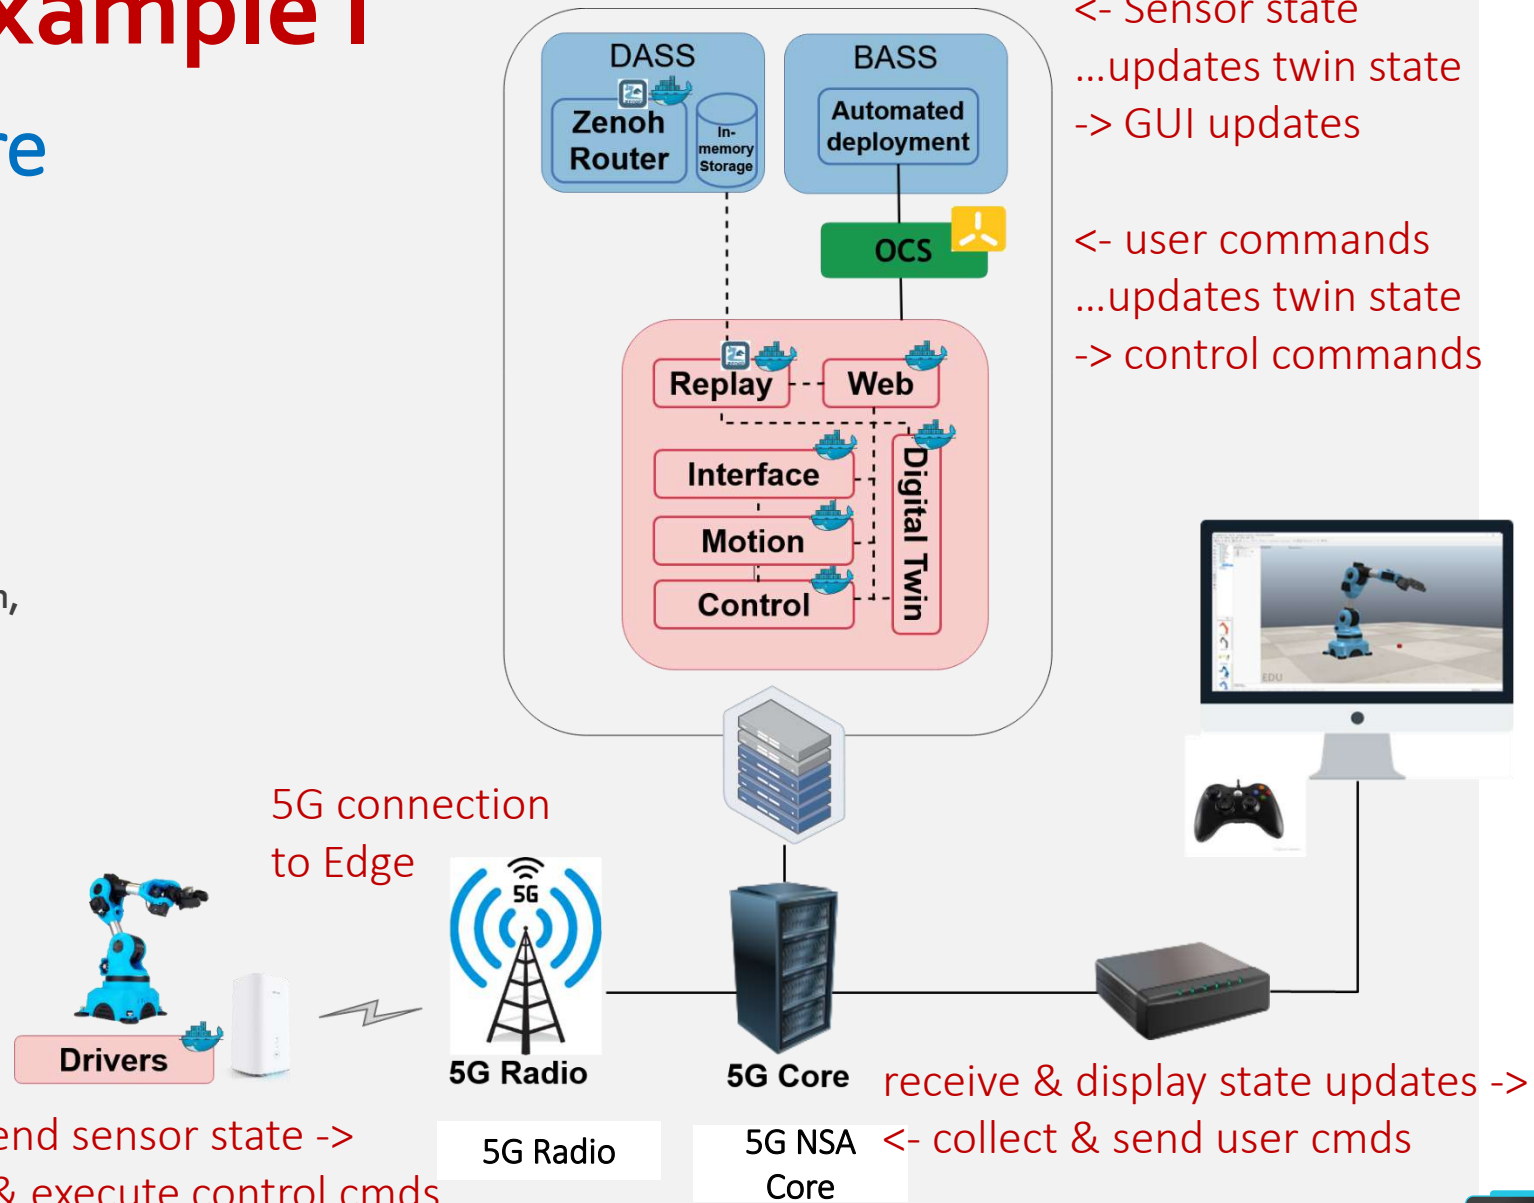 xample I
re
n,
DASS
Zenoh
Router
In-
memory
Storage
BASS
Automated
deployment
OCS
Replay
Web
Interface
Motion
Control
Digital Twin
<- Sensor state
...updates twin state
-> GUI updates
<- user commands
...updates twin state
-> control commands
EDU
5G connection
to Edge
5G
Drivers
5G Radio
5G Core
5G Radio
5G NSA
Core
receive & display state updates ->
<- collect & send user cmds
end sensor state ->
& execute control cmds